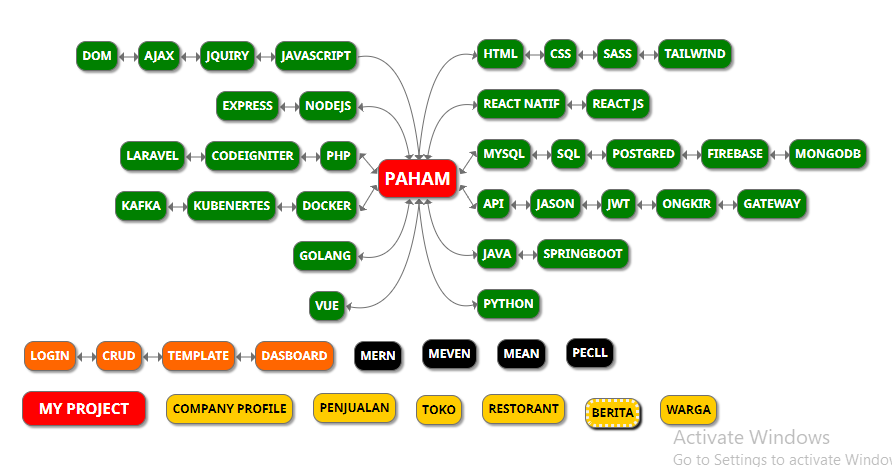 DOM AJAX JQUIRY JAVASCRIPT HTML CSS SASS TAILWIND
EXPRESS NODEJS REACT NATIF REACT JS
LARAVEL CODEIGNITER PHP MYSQL SQL POSTGRED FIREBASE MONGODB
PAHAM
KAFKA KUBENERTES DOCKER API JASON JWT ONGKIR GATEWAY
GOLANG JAVA SPRINGBOOT
VUE PYTHON
LOGIN CRUD TEMPLATE DASBOARD MERN MEVEN MEAN PECLL
MY PROJECT COMPANY PROFILE PENJUALAN TOKO RESTORANT BERITA WARGA
Activate Windows
Go to Settings to activate Windows